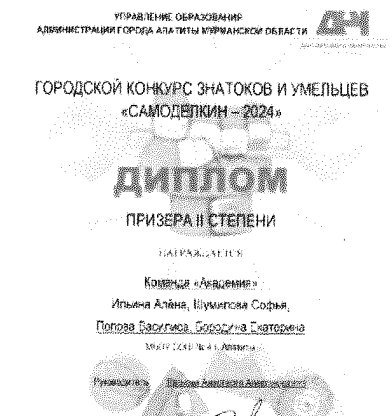 УПРАВЛЕНИЕ ОБРАЗОВАНИЯ
АДМИНИСТРАЦИИ ГОРОДА АПАТИТЫ МУРМАНСКОЙ ОБЛАСТИ
ГОРОДСКОЙ КОНКУРС ЗНАТОКОВ И УМЕЛЬЦЕВ
«САМОДЕЛКИН – 2024»
ДИПЛОМ
ПРИЗЕРА II СТЕПЕНИ
НАГРАЖДАЕТСЯ
Команда «Академия»
Ильина Алёна, Шумилова Софья,
Попова Василиса, Бородина Екатерина
Апатиты
Руководитель